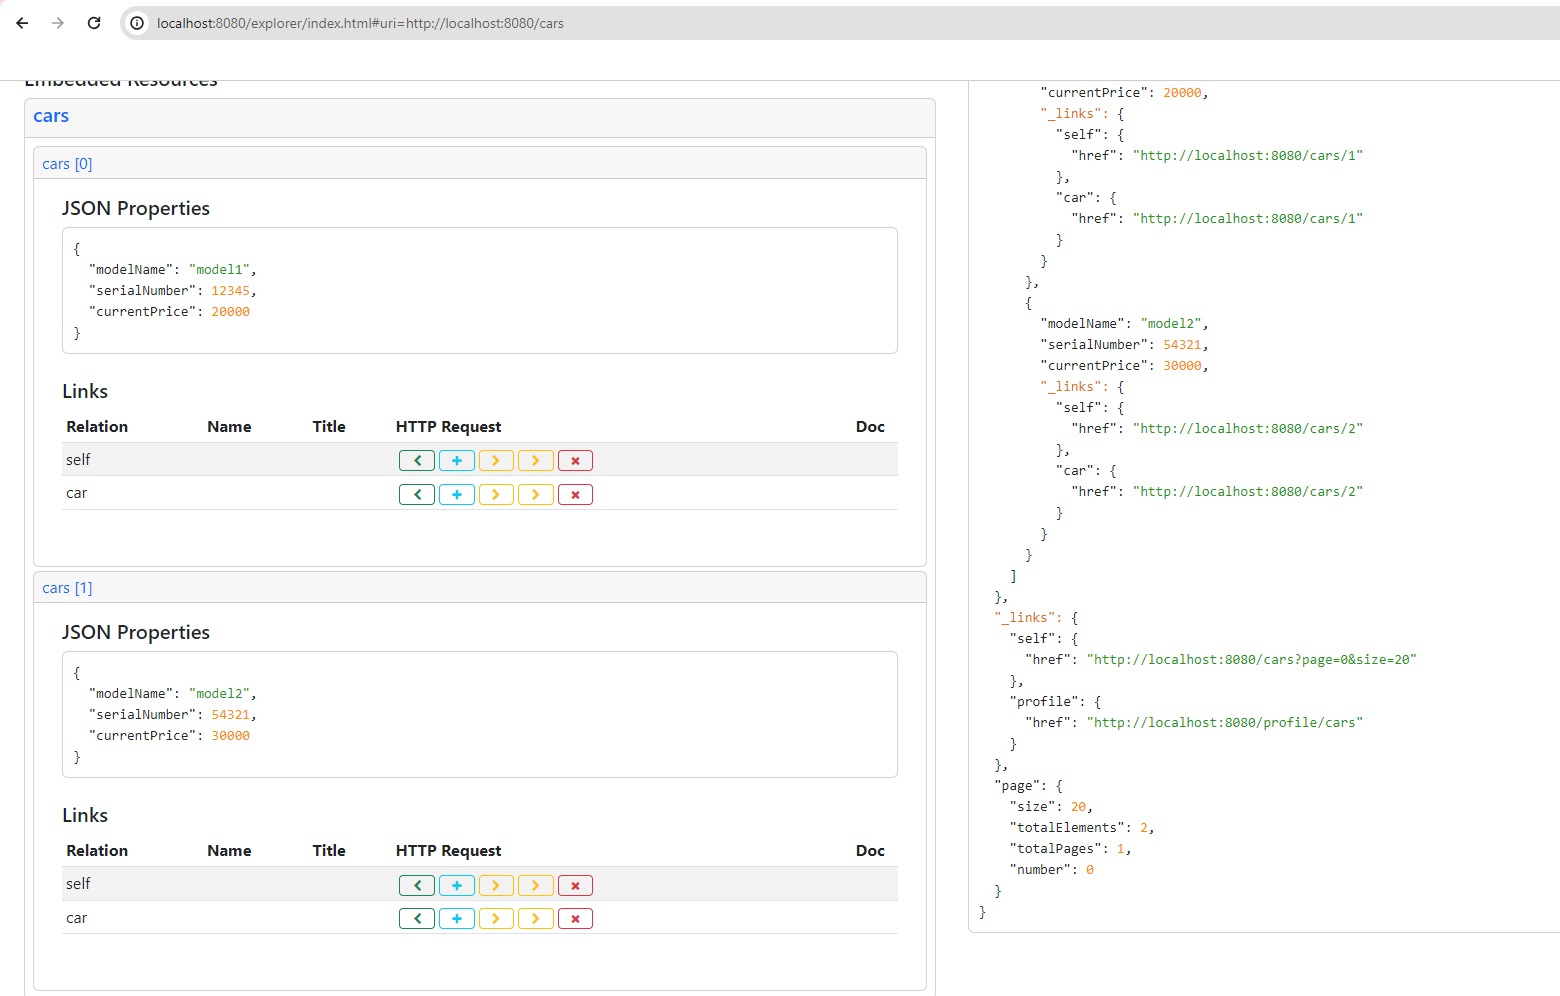 localhost:8080/explorer/index.html#uri=http://localhost:8080/cars
Embedded Resources
cars
cars [0]
JSON Properties
{
"modelName": "model1",
"serialNumber": 12345,
"currentPrice": 20000
}
Links
Relation Name Title HTTP Request Doc
self
car
cars [1]
JSON Properties
{
"modelName": "model2",
"serialNumber": 54321,
"currentPrice": 30000
}
Links
Relation Name Title HTTP Request Doc
self
car
"currentPrice": 20000,
"_links": {
"self": {
"href": "http://localhost:8080/cars/1"
},
"car": {
"href": "http://localhost:8080/cars/1"
}
}
},
{
"modelName": "model2",
"serialNumber": 54321,
"currentPrice": 30000,
"_links": {
"self": {
"href": "http://localhost:8080/cars/2"
},
"car": {
"href": "http://localhost:8080/cars/2"
}
}
}
]
},
"_links": {
"self": {
"href": "http://localhost:8080/cars?page=0&size=20"
},
"profile": {
"href": "http://localhost:8080/profile/cars"
}
},
"page": {
"size": 20,
"totalElements": 2,
"totalPages": 1,
"number": 0
}
}